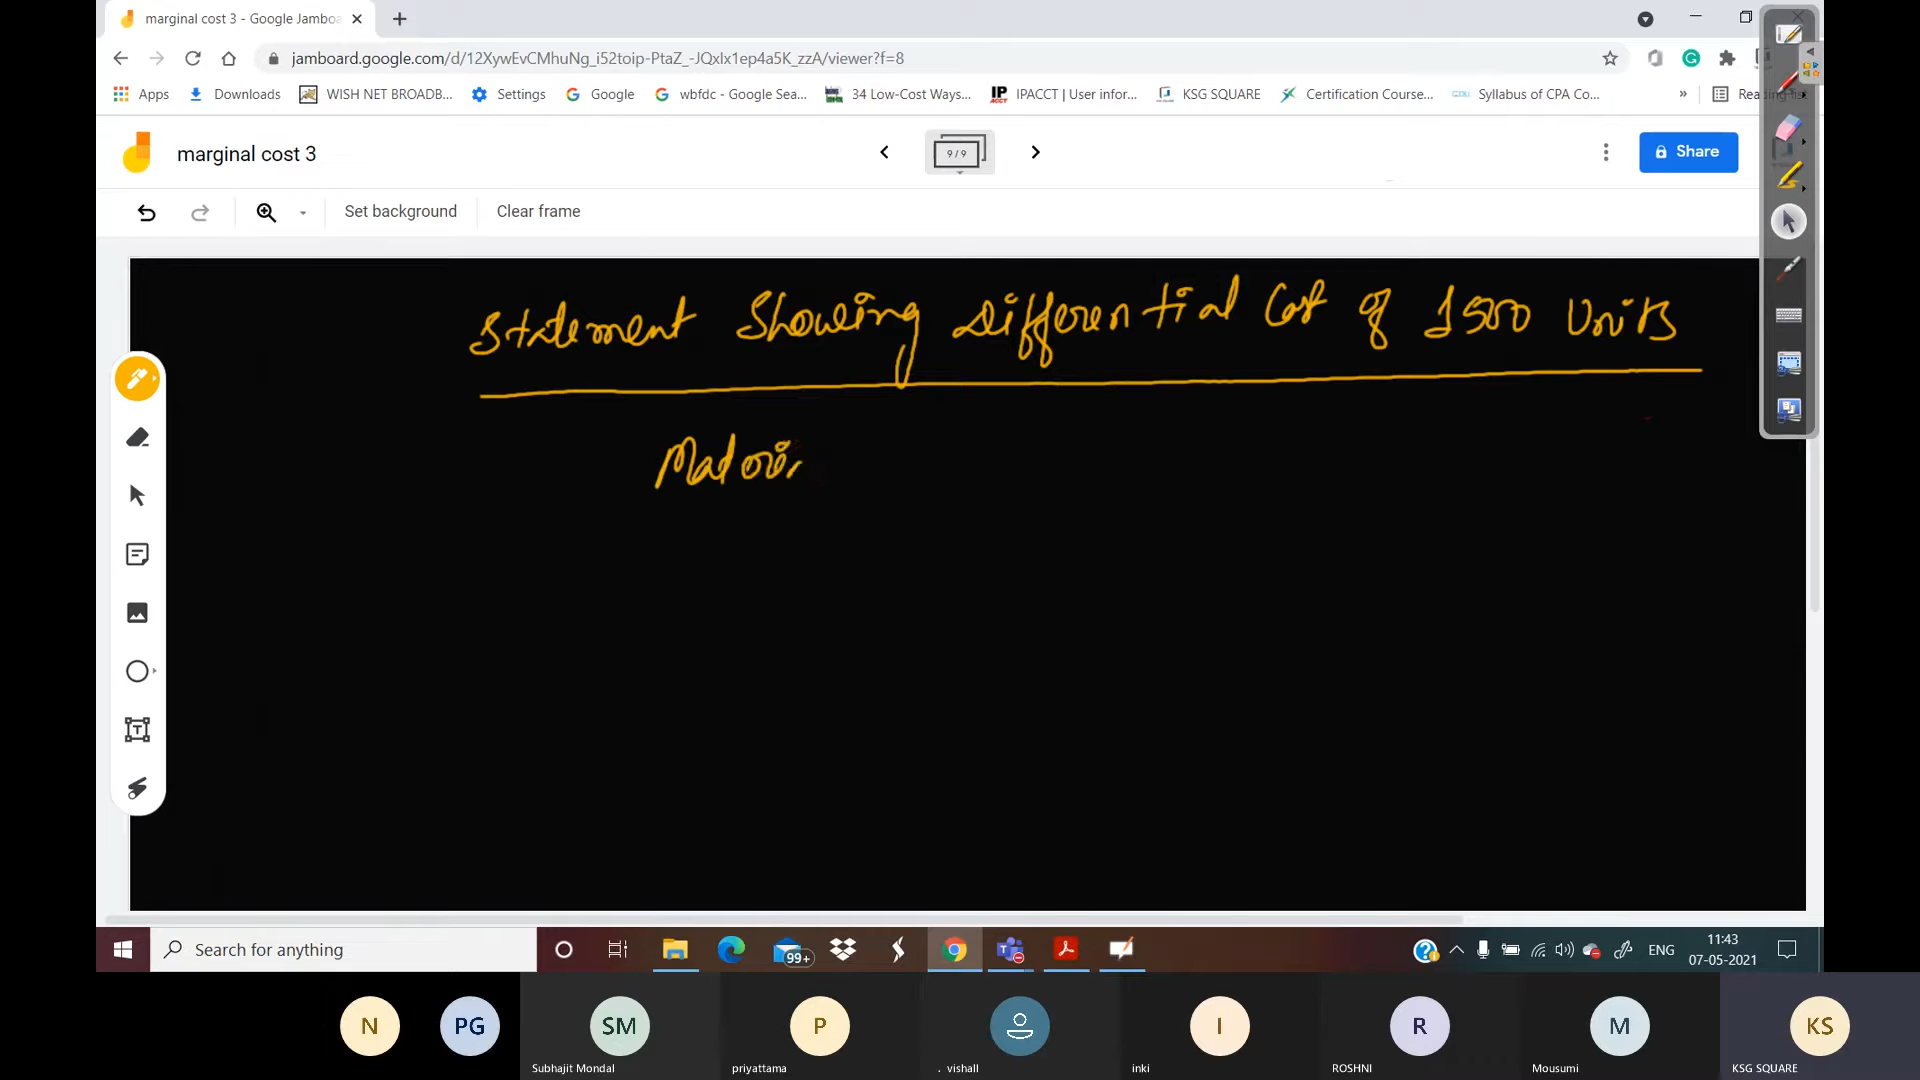 marginal cost 3 - Google Jamboa
jamboard.google.com/d/12XywEvCMhuNg_i52toip-PtaZ_-JQxlx1ep4a5K_zzA/viewer?f=8
Apps Downloads WISH NET BROADB... Settings Google wbfdc - Google Sea... 34 Low-Cost Ways... IPACCT | User infor... KSG SQUARE Certification Course... Syllabus of CPA Co... » Reading list
marginal cost 3
9 / 9
Share
Set background Clear frame
Statement Showing Differential Cost of 1500 Units
Materi
Search for anything
99+
ENG
11:43
07-05-2021
N PG SM P I R M KS
Subhajit Mondal priyattama . vishall inki ROSHNI Mousumi KSG SQUARE